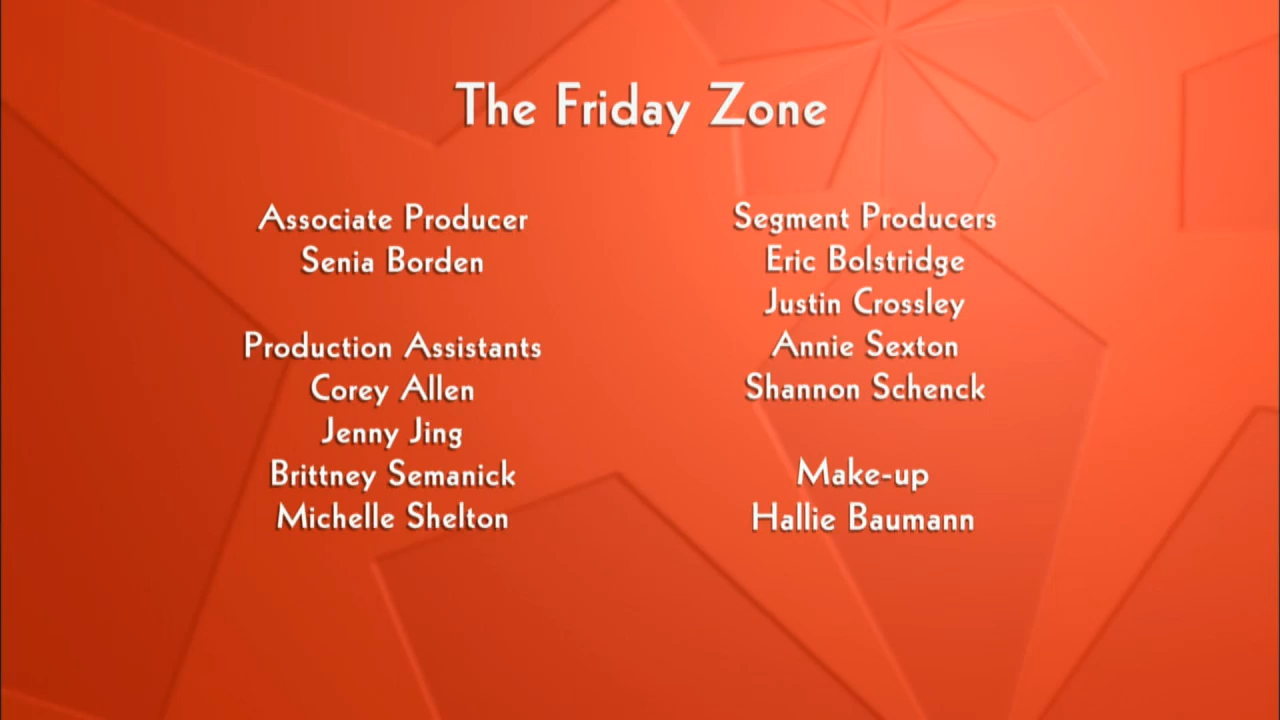 The Friday Zone
Associate Producer
Senia Borden
Production Assistants
Corey Allen
Jenny Jing
Brittney Semanick
Michelle Shelton
Segment Producers
Eric Bolstridge
Justin Crossley
Annie Sexton
Shannon Schenck
Make-up
Hallie Baumann